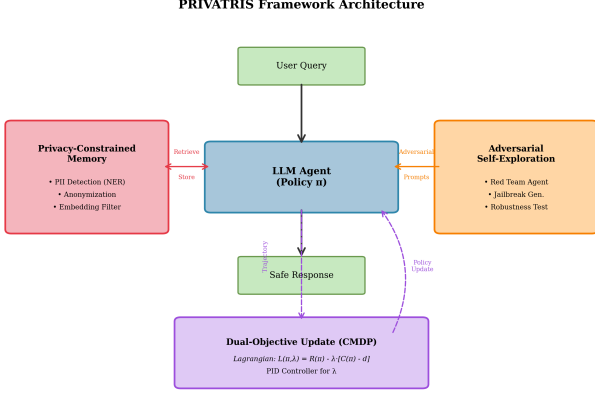 PRIVATRIS Framework Architecture
User Query
Privacy-Constrained
Memory
• PII Detection (NER)
• Anonymization
• Embedding Filter
Retrieve
Store
LLM Agent
(Policy π)
Adversarial
Prompts
Adversarial
Self-Exploration
• Red Team Agent
• Jailbreak Gen.
• Robustness Test
Trajectory
Safe Response
Policy
Update
Dual-Objective Update (CMDP)
Lagrangian: L(π,λ) = R(π) - λ·[C(π) - d]
PID Controller for λ